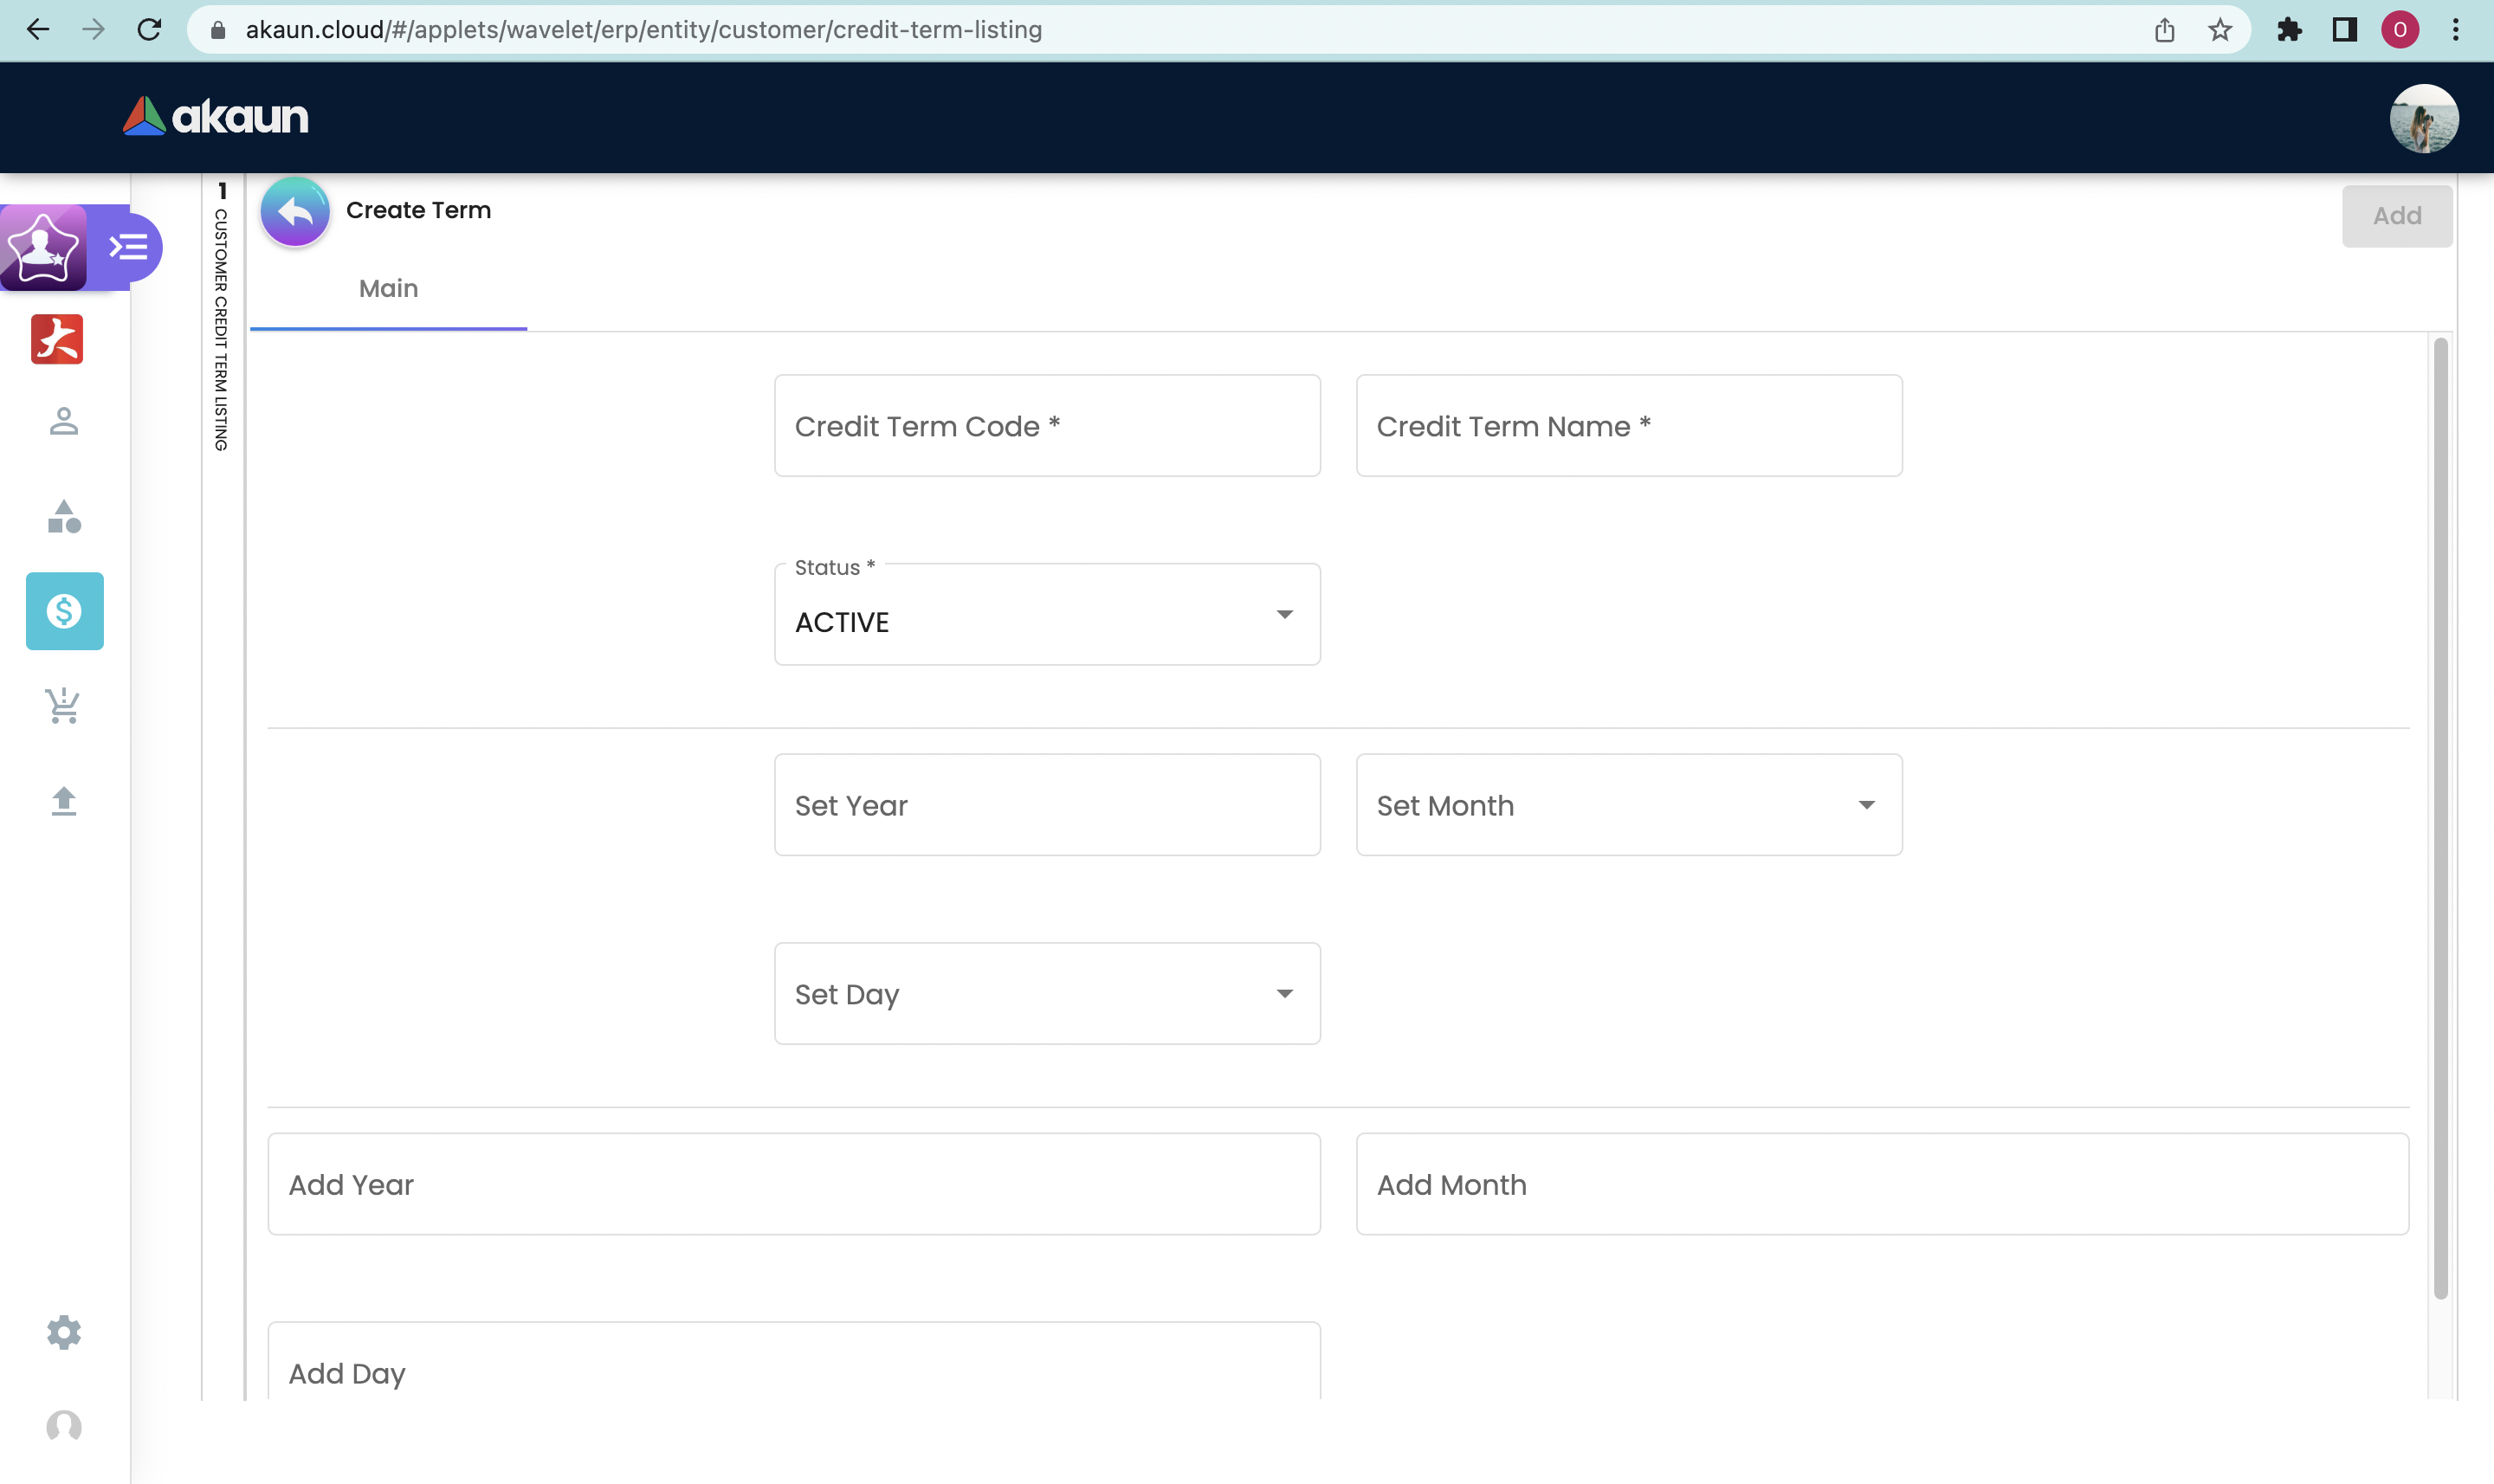 akaun.cloud/#/applets/wavelet/erp/entity/customer/credit-term-listing
O
akaun
1 CUSTOMER CREDIT TERM LISTING
Create Term
Add
Main
Credit Term Code *
Credit Term Name *
Status *
ACTIVE
Set Year
Set Month
Set Day
Add Year
Add Month
Add Day